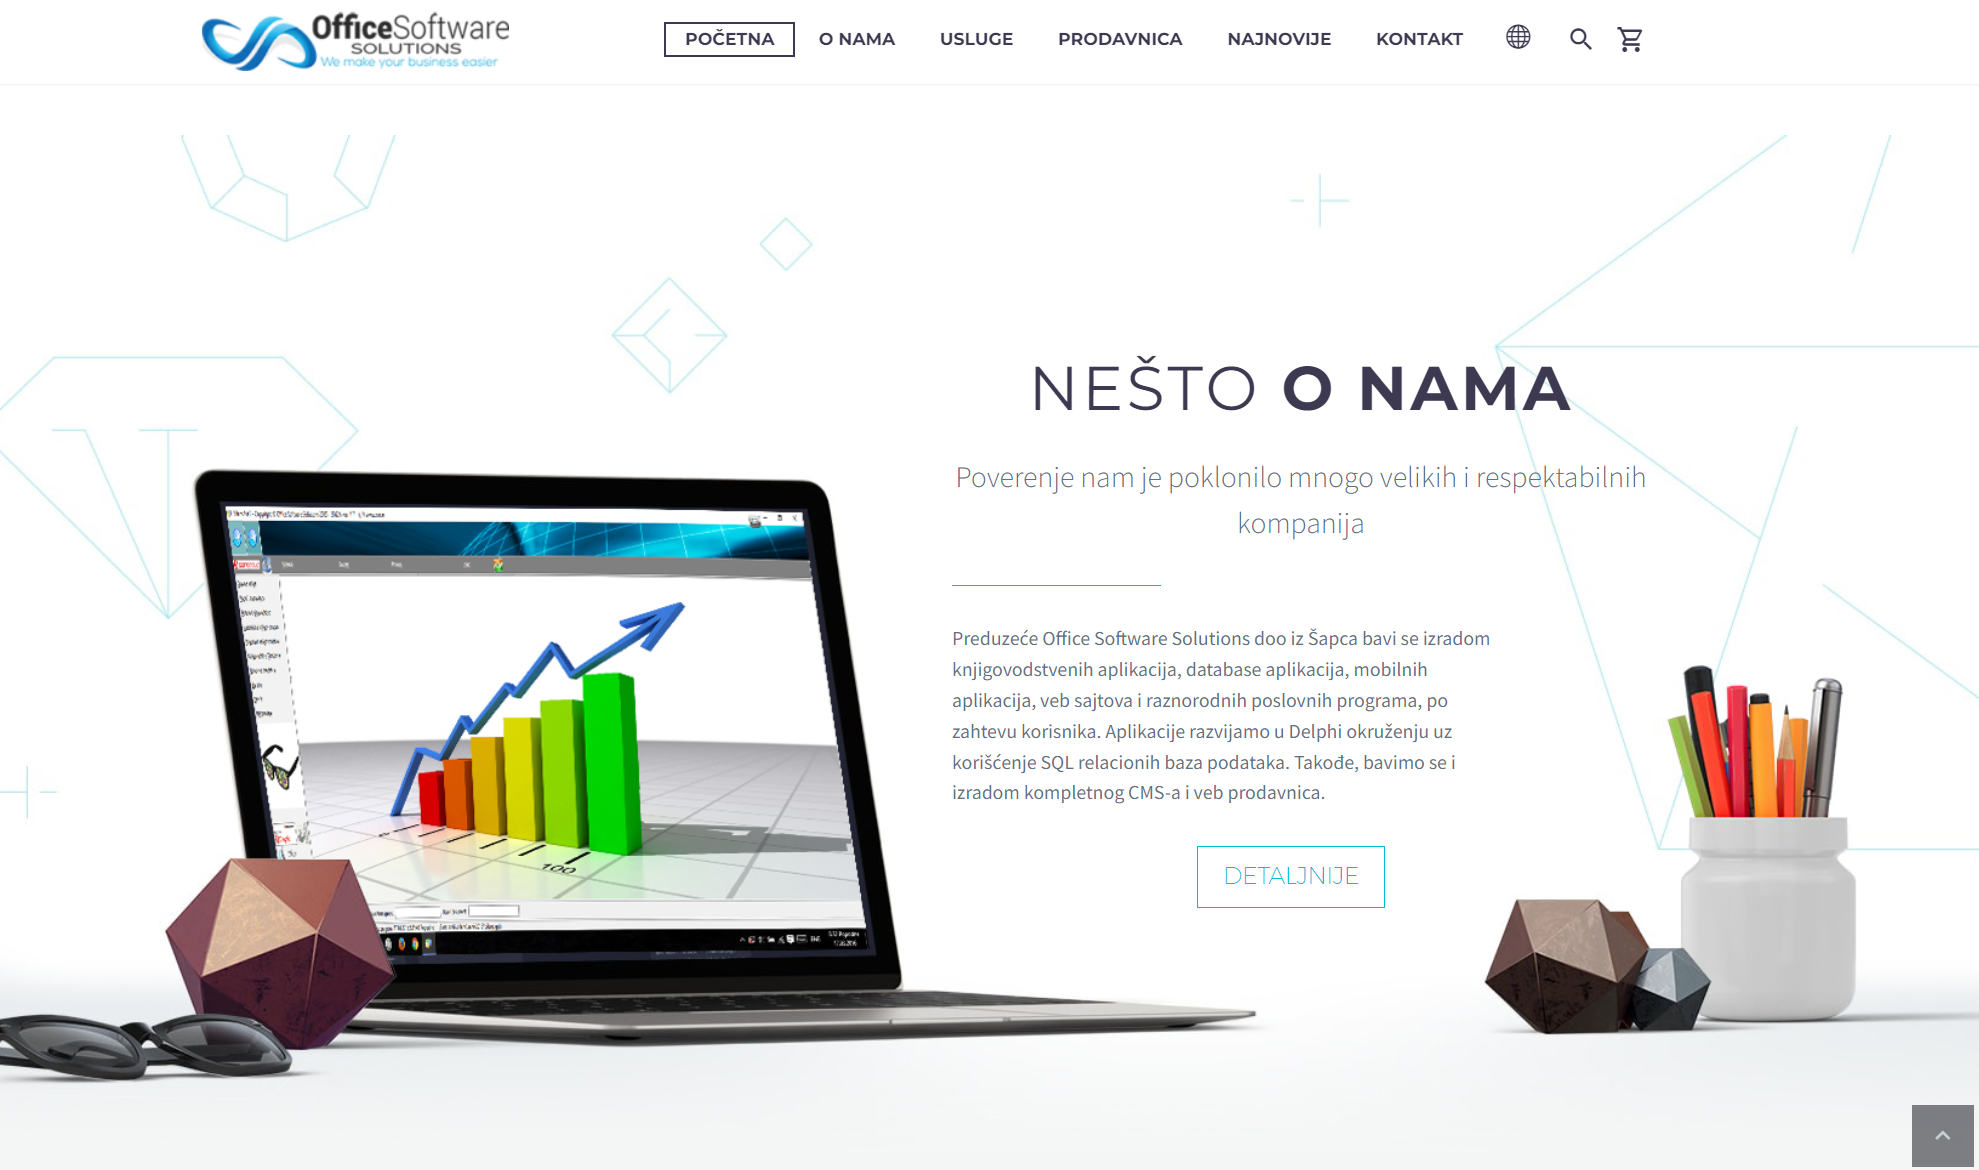 OfficeSoftware
SOLUTIONS
We make your business easier
POČETNA
O NAMA
USLUGE
PRODAVNICA
NAJNOVIJE
KONTAKT
NEŠTO O NAMA
Poverenje nam je poklonilo mnogo velikih i respektabilnih
kompanija
Preduzeće Office Software Solutions doo iz Šapca bavi se izradom
knjigovodstvenih aplikacija, database aplikacija, mobilnih
aplikacija, veb sajtova i raznorodnih poslovnih programa, po
zahtevu korisnika. Aplikacije razvijamo u Delphi okruženju uz
korišćenje SQL relacionih baza podataka. Takođe, bavimo se i
izradom kompletnog CMS-a i veb prodavnica.
DETALJNIJE
100